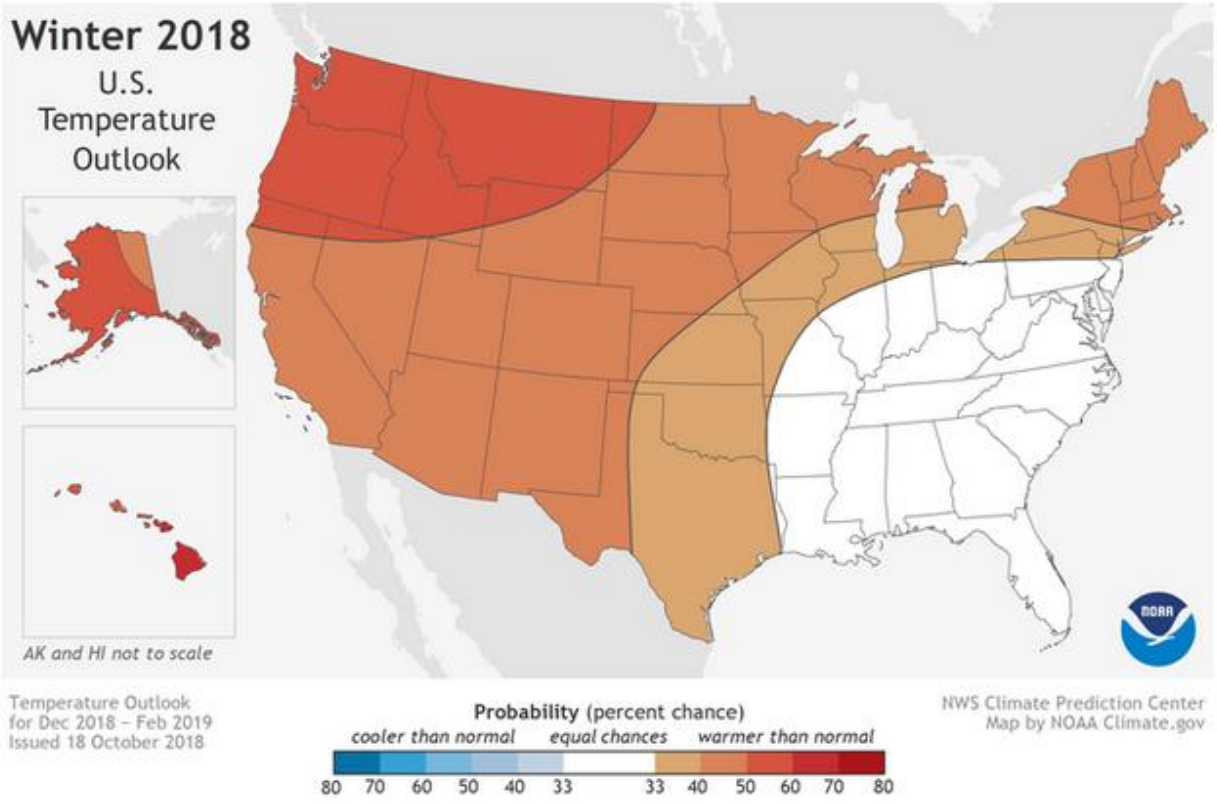 Winter 2018
U.S.
Temperature
Outlook
AK and HI not to scale
NOAA
Temperature Outlook
for Dec 2018 – Feb 2019
Issued 18 October 2018
Probability (percent chance)
cooler than normal equal chances warmer than normal
80 70 60 50 40 33 33 40 50 60 70 80
NWS Climate Prediction Center
Map by NOAA Climate.gov